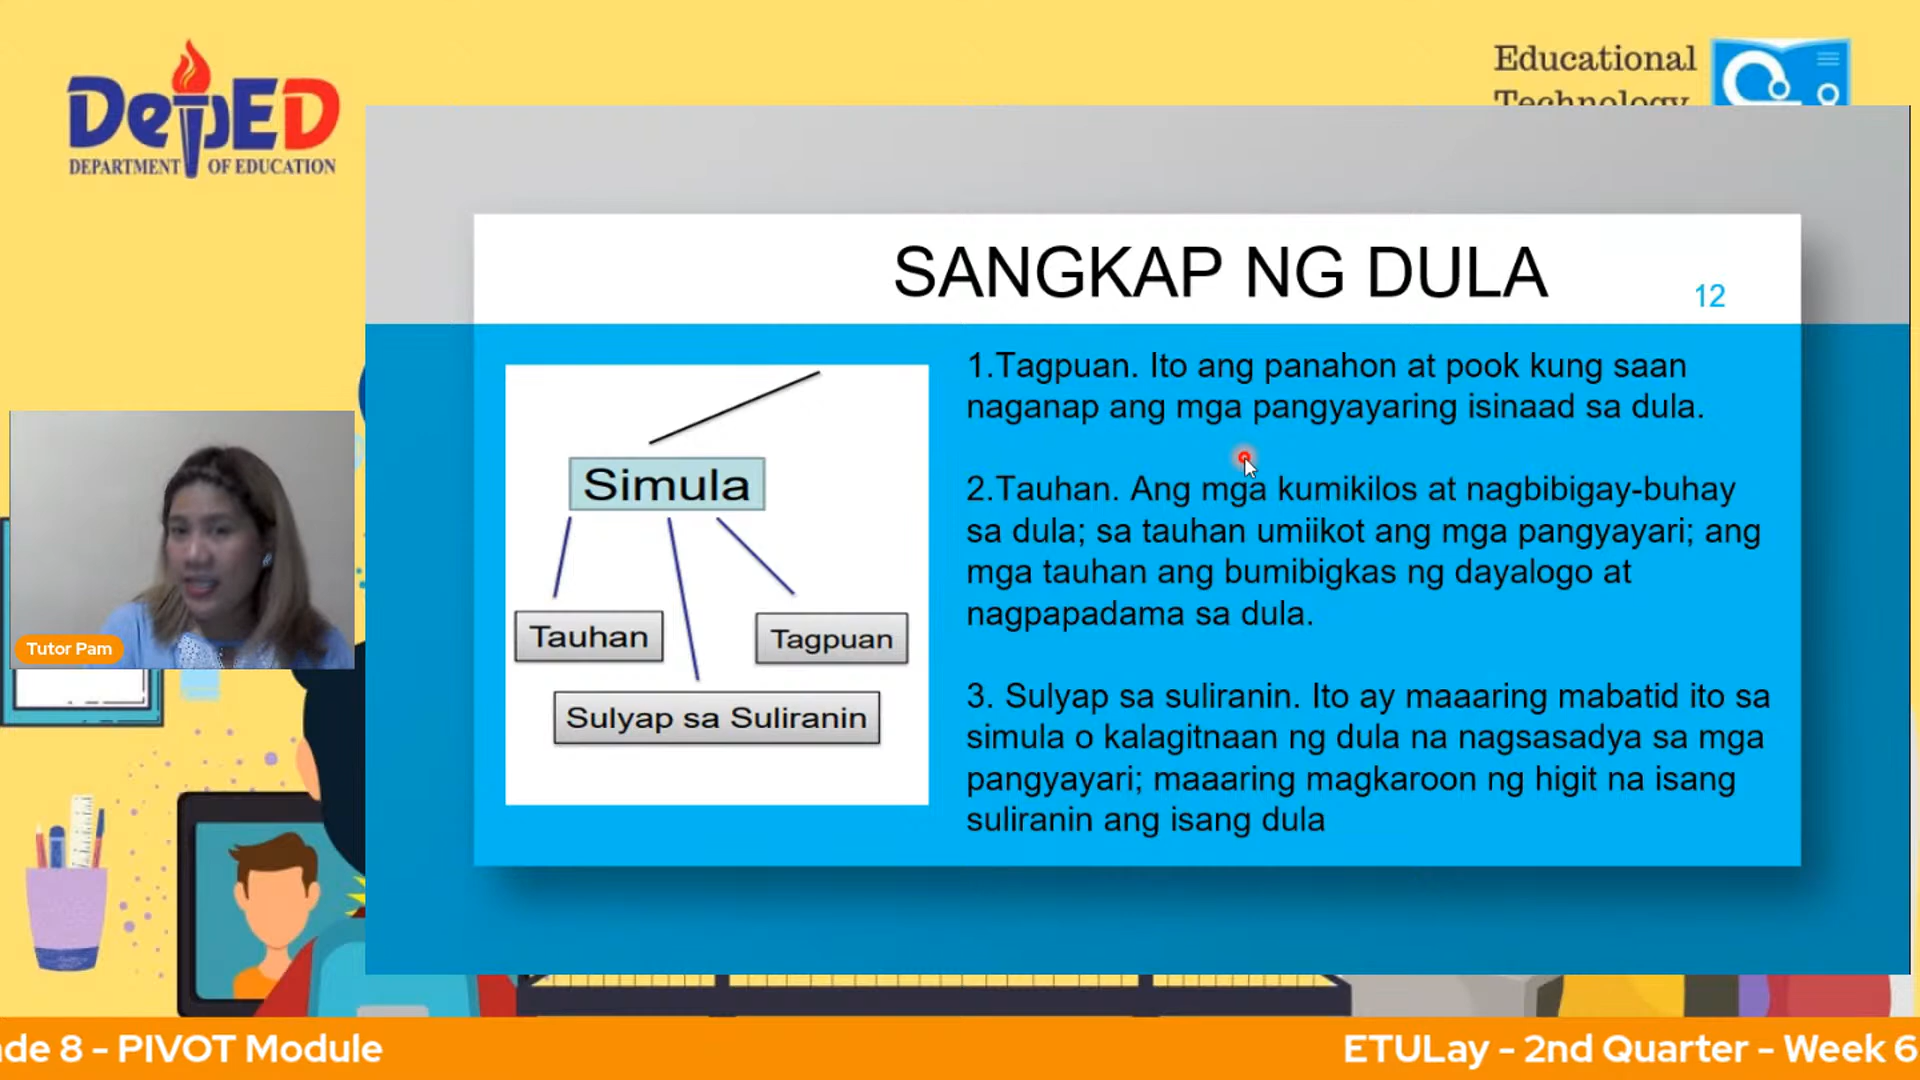 DepED
DEPARTMENT OF EDUCATION
Educational
Technology
SANGKAP NG DULA
12
Simula
Tauhan
Tagpuan
Sulyap sa Suliranin
1.Tagpuan. Ito ang panahon at pook kung saan
naganap ang mga pangyayaring isinaad sa dula.
2.Tauhan. Ang mga kumikilos at nagbibigay-buhay
sa dula; sa tauhan umiikot ang mga pangyayari; ang
mga tauhan ang bumibigkas ng dayalogo at
nagpapadama sa dula.
3. Sulyap sa suliranin. Ito ay maaaring mabatid ito sa
simula o kalagitnaan ng dula na nagsasadya sa mga
pangyayari; maaaring magkaroon ng higit na isang
suliranin ang isang dula
Tutor Pam
de 8 - PIVOT Module
ETULay - 2nd Quarter - Week 6